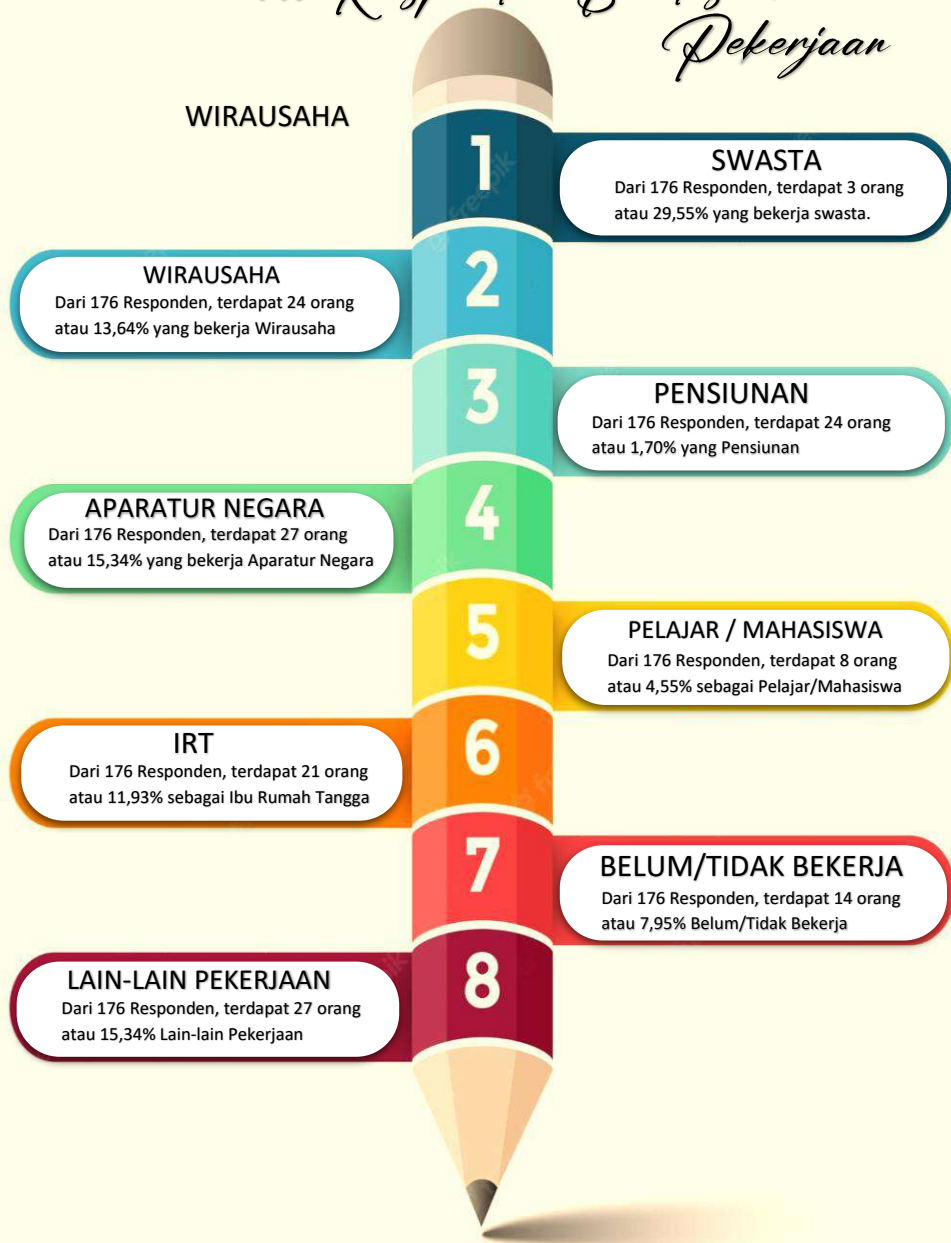 Pekerjaan
WIRAUSAHA
1
SWASTA
Dari 176 Responden, terdapat 3 orang
atau 29,55% yang bekerja swasta.
2
WIRAUSAHA
Dari 176 Responden, terdapat 24 orang
atau 13,64% yang bekerja Wirausaha
3
PENSIUNAN
Dari 176 Responden, terdapat 24 orang
atau 1,70% yang Pensiunan
4
APARATUR NEGARA
Dari 176 Responden, terdapat 27 orang
atau 15,34% yang bekerja Aparatur Negara
5
PELAJAR / MAHASISWA
Dari 176 Responden, terdapat 8 orang
atau 4,55% sebagai Pelajar/Mahasiswa
6
IRT
Dari 176 Responden, terdapat 21 orang
atau 11,93% sebagai Ibu Rumah Tangga
7
BELUM/TIDAK BEKERJA
Dari 176 Responden, terdapat 14 orang
atau 7,95% Belum/Tidak Bekerja
8
LAIN-LAIN PEKERJAAN
Dari 176 Responden, terdapat 27 orang
atau 15,34% Lain-lain Pekerjaan